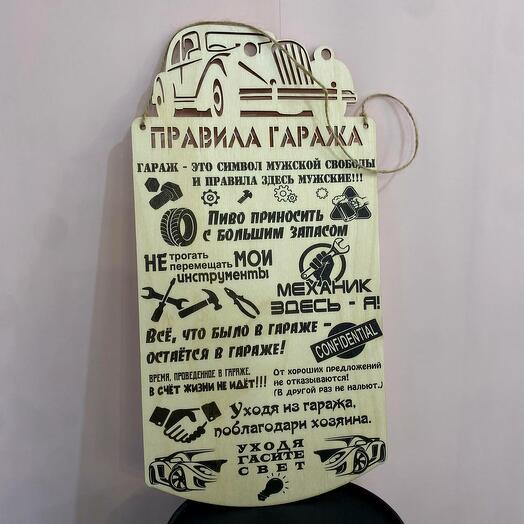 ПРАВИЛА ГАРАЖА
ГАРАЖ - ЭТО СИМВОЛ МУЖСКОЙ СВОБОДЫ
И ПРАВИЛА ЗДЕСЬ МУЖСКИЕ!!!
Пиво приносить
с большим запасом
НЕ трогать перемещать МОИ
инструменты
МЕХАНИК
ЗДЕСЬ - Я!
Всё, что было в гараже -
остаётся в гараже!
CONFIDENTIAL
ВРЕМЯ, ПРОВЕДЕННОЕ В ГАРАЖЕ,
В СЧЁТ ЖИЗНИ НЕ ИДЁТ!!!
От хороших предложений
не отказываются!
(В другой раз не нальют.)
Уходя из гаража,
поблагодари хозяина.
УХОДЯ
ГАСИТЕ
СВЕТ